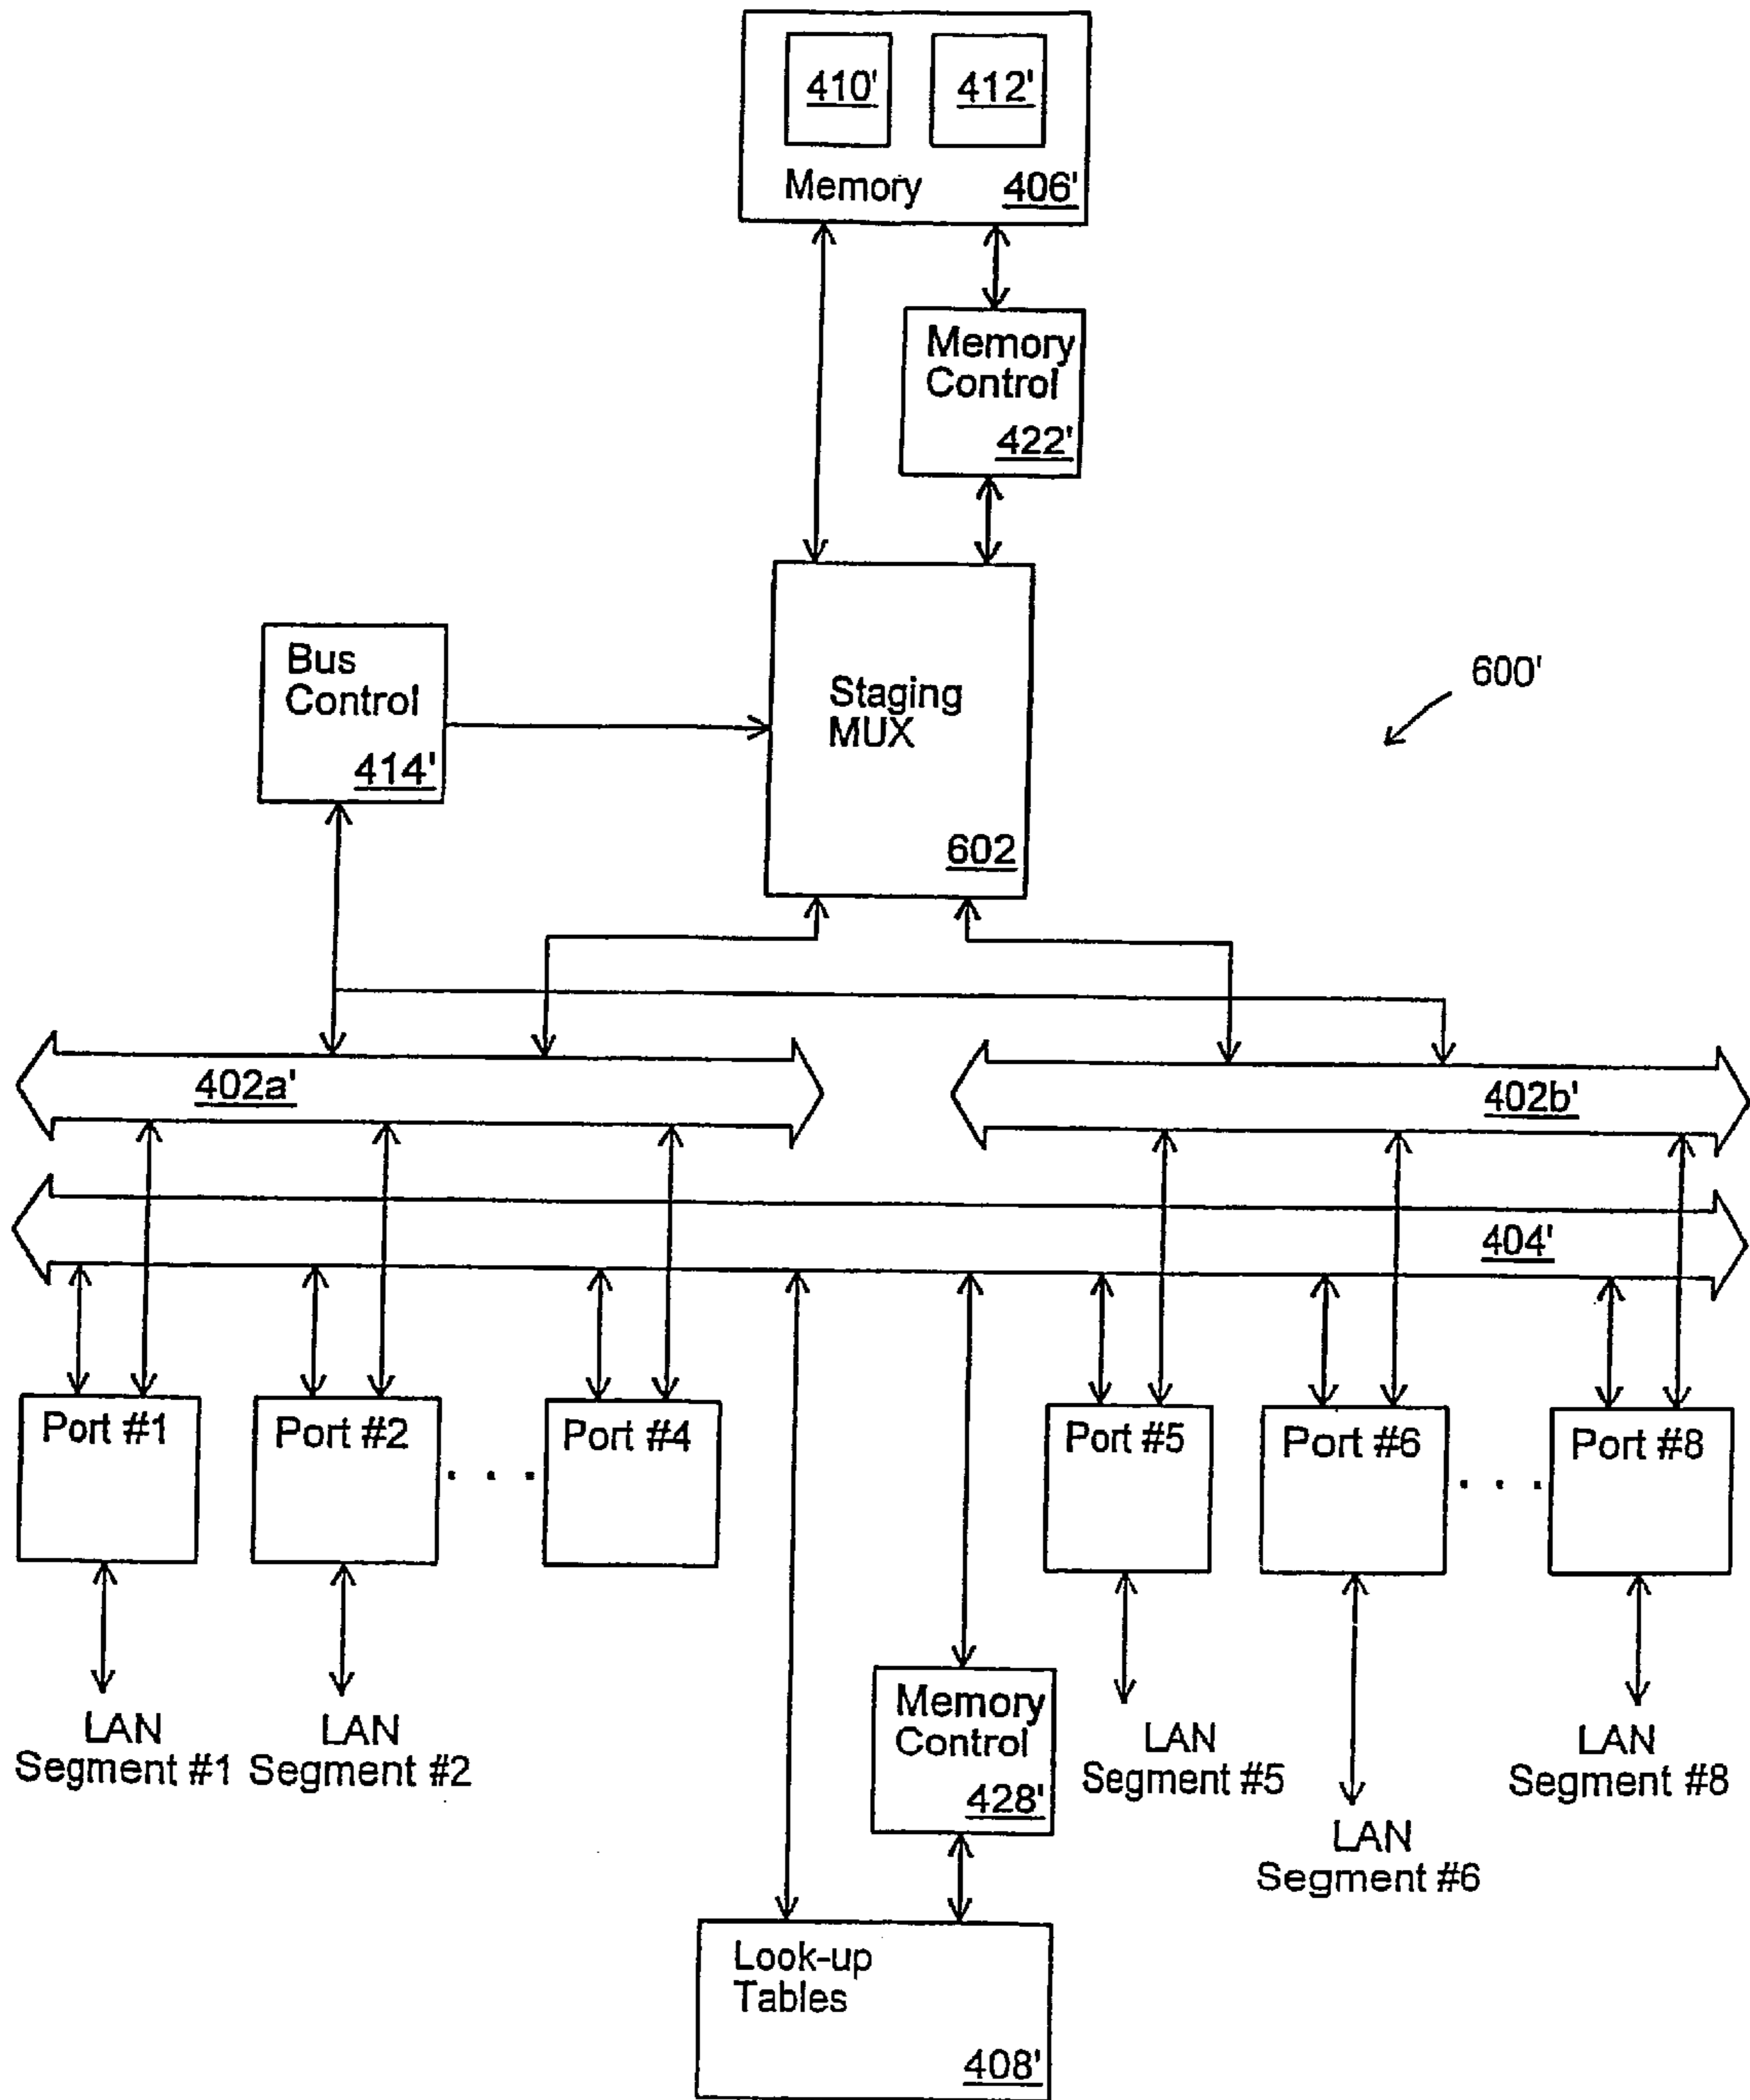 410' 412'
Memory 406'
Memory
Control
422'
Bus
Control
414'
Staging
MUX
602
600'
402a'
402b'
404'
Port #1
Port #2
. . .
Port #4
Port #5
Port #6
. . .
Port #8
LAN
Segment #1
LAN
Segment #2
Memory
Control
428'
LAN
Segment #5
LAN
Segment #6
LAN
Segment #8
Look-up
Tables
408'